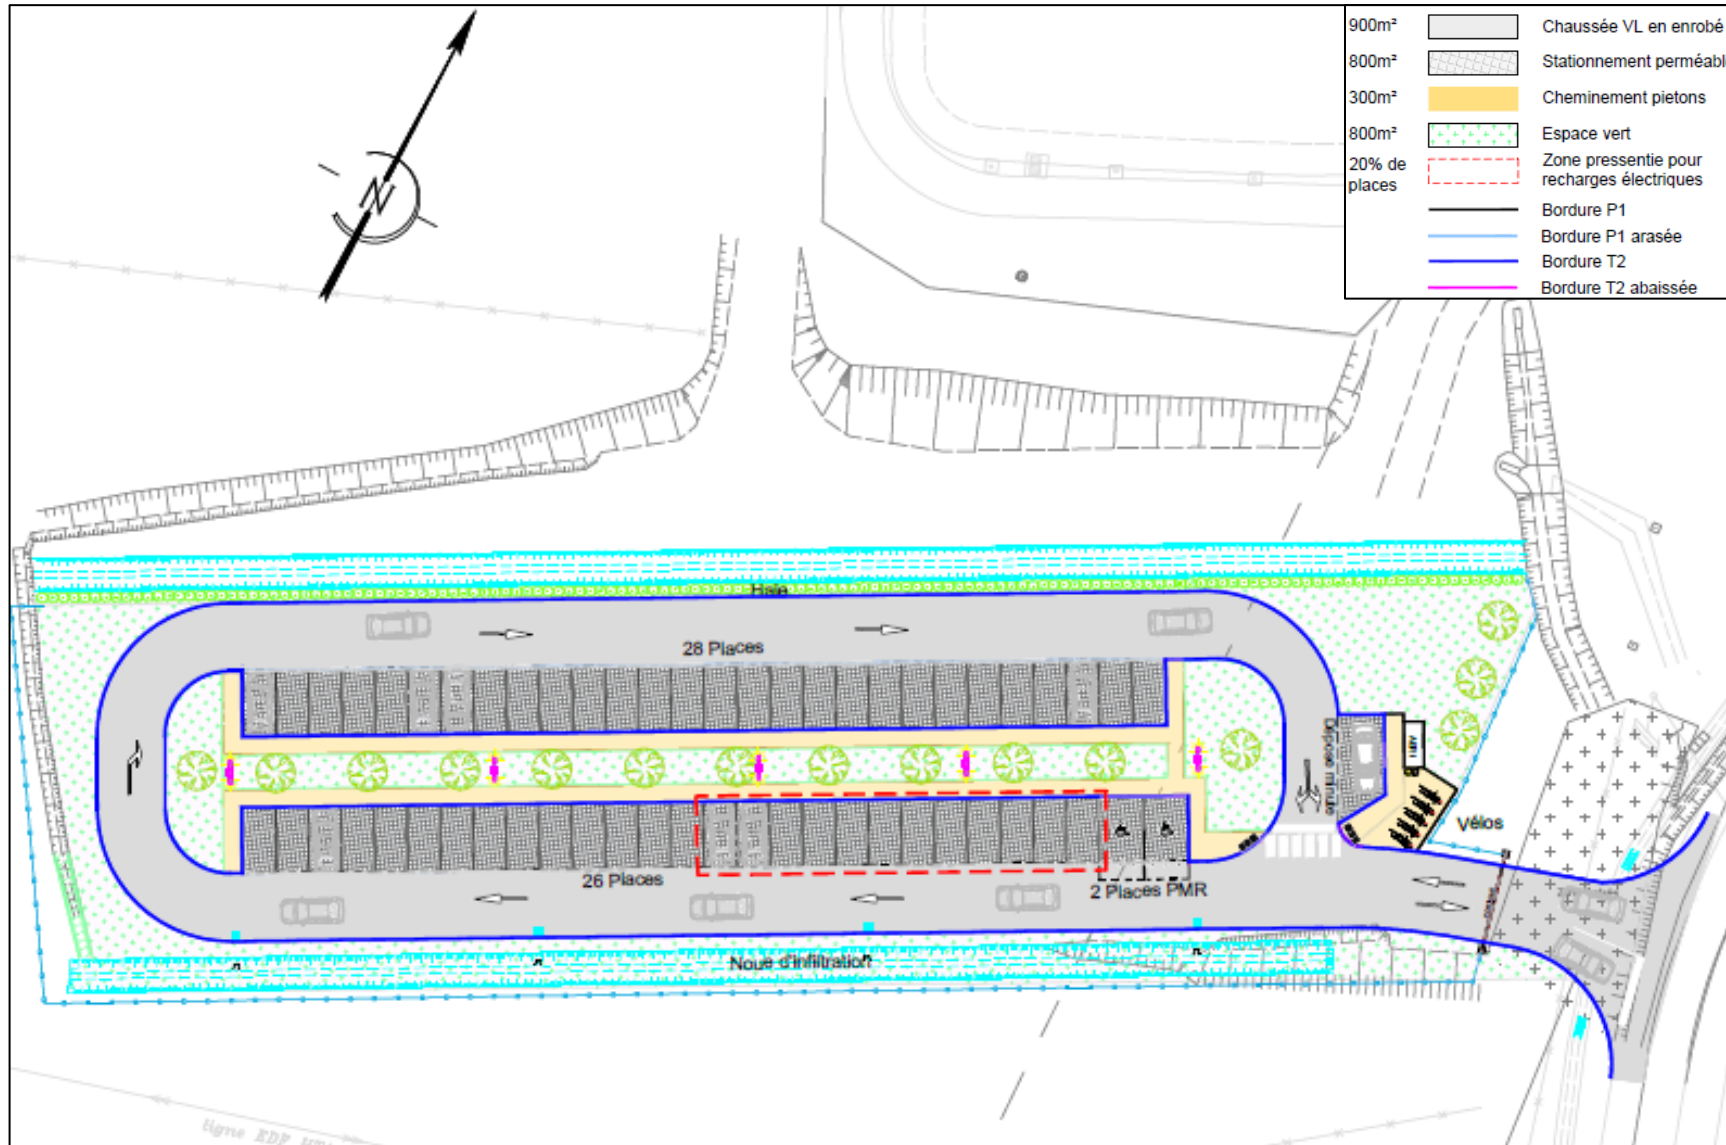 900m²
Chaussée VL en enrobé
800m²
Stationnement perméabl
300m²
Cheminement pietons
800m²
Espace vert
20% de
places
Zone pressentie pour
recharges électriques
Bordure P1
Bordure P1 arasée
Bordure T2
Bordure T2 abaissée
N
Haie
28 Places
Dépose minute
Vélos
26 Places
2 Places PMR
Noue d'infiltration
ligne EDF